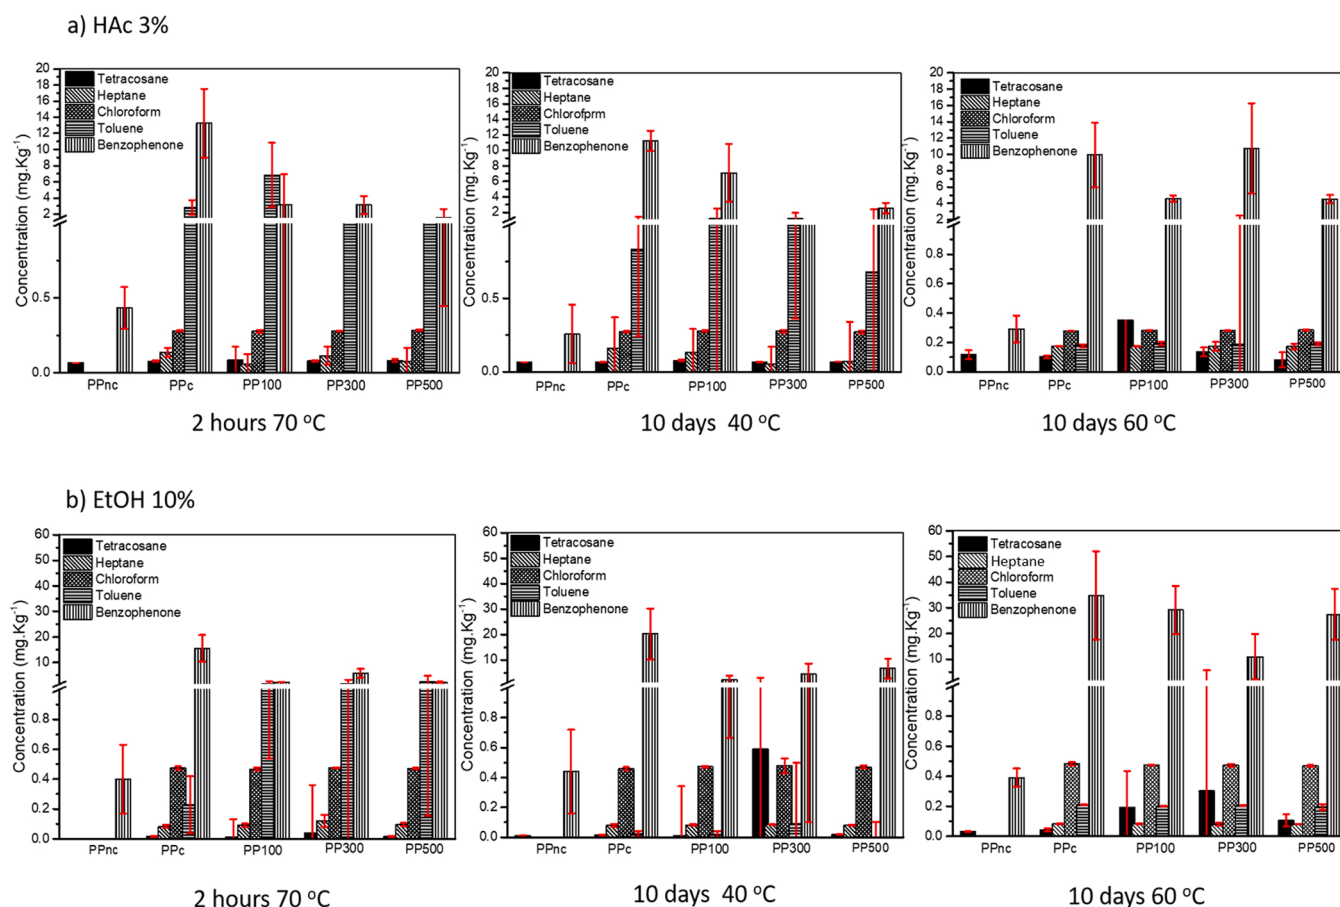 a) HAc 3%
20
18
16
14
12
10
8
6
4
2
0.5
0.0
Concentration (mg.Kg⁻¹)
Tetracosane
Heptane
Chloroform
Toluene
Benzophenone
PPnc PPc PP100 PP300 PP500
2 hours 70 ºC
20
18
16
14
12
10
8
6
4
2
0.5
0.0
Concentration (mg.Kg⁻¹)
Tetracosane
Heptane
Chlorofprm
Toluene
Benzophenone
PPnc PPc PP100 PP300 PP500
10 days 40 ºC
20
18
16
14
12
10
8
6
4
2
0.8
0.6
0.4
0.2
0.0
Concentration (mg.Kg⁻¹)
Tetracosane
Heptane
Chloroform
Toluene
Benzophenone
PPnc PPc PP100 PP300 PP500
10 days 60 ºC
b) EtOH 10%
60
50
40
30
20
10
0.8
0.6
0.4
0.2
0.0
Concentration (mg.Kg⁻¹)
Tetracosane
Heptane
Chloroform
Toluene
Benzophenone
PPnc PPc PP100 PP300 PP500
2 hours 70 ºC
60
50
40
30
20
10
0.8
0.6
0.4
0.2
0.0
Concentration (mg.Kg⁻¹)
Tetracosane
Heptane
Chloroform
Toluene
Benzophenone
PPnc PPc PP100 PP300 PP500
10 days 40 ºC
60
50
40
30
20
10
0.8
0.6
0.4
0.2
0.0
Concentration (mg.Kg⁻¹)
Tetracosane
Heptane
Chloroform
Toluene
Benzophenone
PPnc PPc PP100 PP300 PP500
10 days 60 ºC